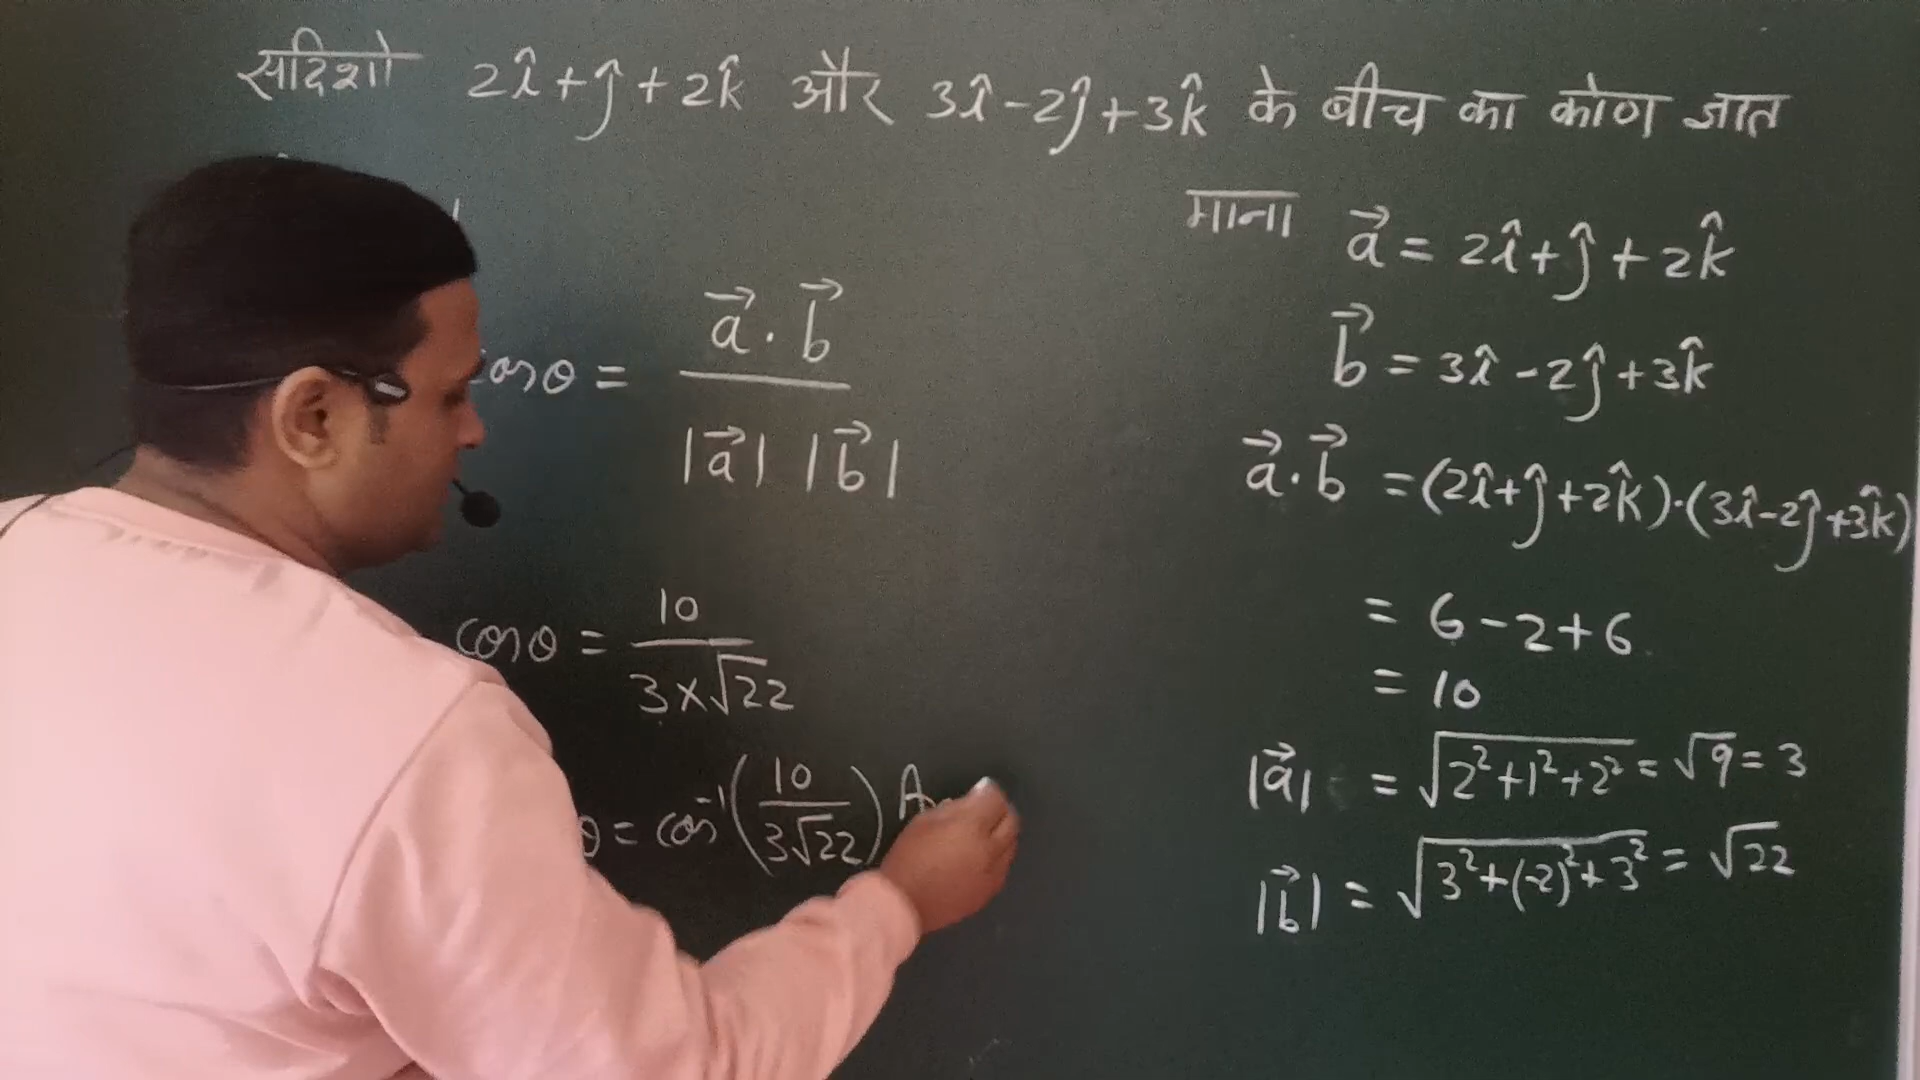 सदिशो 2î+ĵ+2k̂ और 3î-2ĵ+3k̂ के बीच का कोण ज्ञात
माना a⃗ = 2î+ĵ+2k̂
b⃗ = 3î-2ĵ+3k̂
a⃗.b⃗ = (2î+ĵ+2k̂).(3î-2ĵ+3k̂)
= 6-2+6
= 10
|a⃗| = √(2²+1²+2²) = √9 = 3
|b⃗| = √(3²+(-2)²+3²) = √22
cosθ = a⃗.b⃗ / |a⃗| |b⃗|
cosθ = 10 / 3×√22
θ = cos⁻¹(10/3√22)